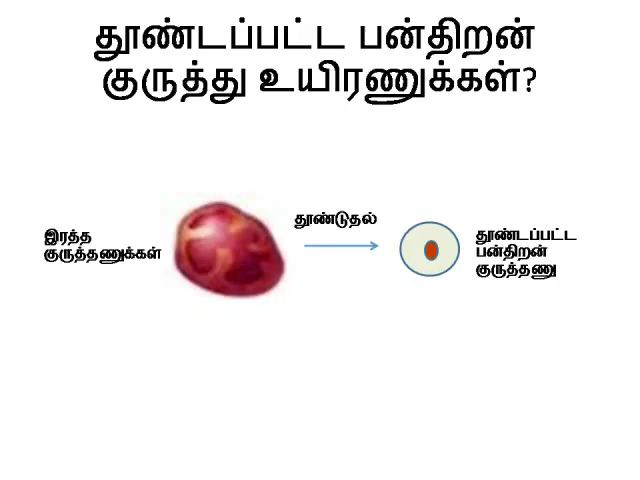 தூண்டப்பட்ட பன்திறன்
குருத்து உயிரணுக்கள்?
தூண்டுதல்
இரத்த
குருத்தணுக்கள்
தூண்டப்பட்ட
பன்திறன்
குருத்தணு